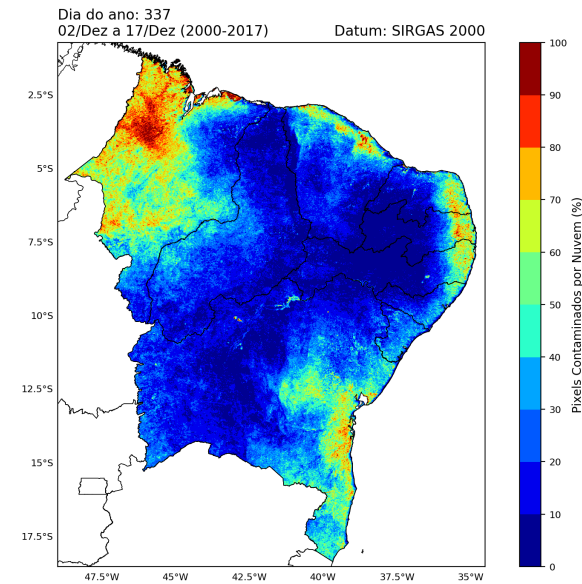 Dia do ano: 337
02/Dez a 17/Dez (2000-2017)
Datum: SIRGAS 2000
2.5°S
5°S
7.5°S
10°S
12.5°S
15°S
17.5°S
47.5°W
45°W
42.5°W
40°W
37.5°W
35°W
100
90
80
70
60
50
40
30
20
10
0
Pixels Contaminados por Nuvem (%)